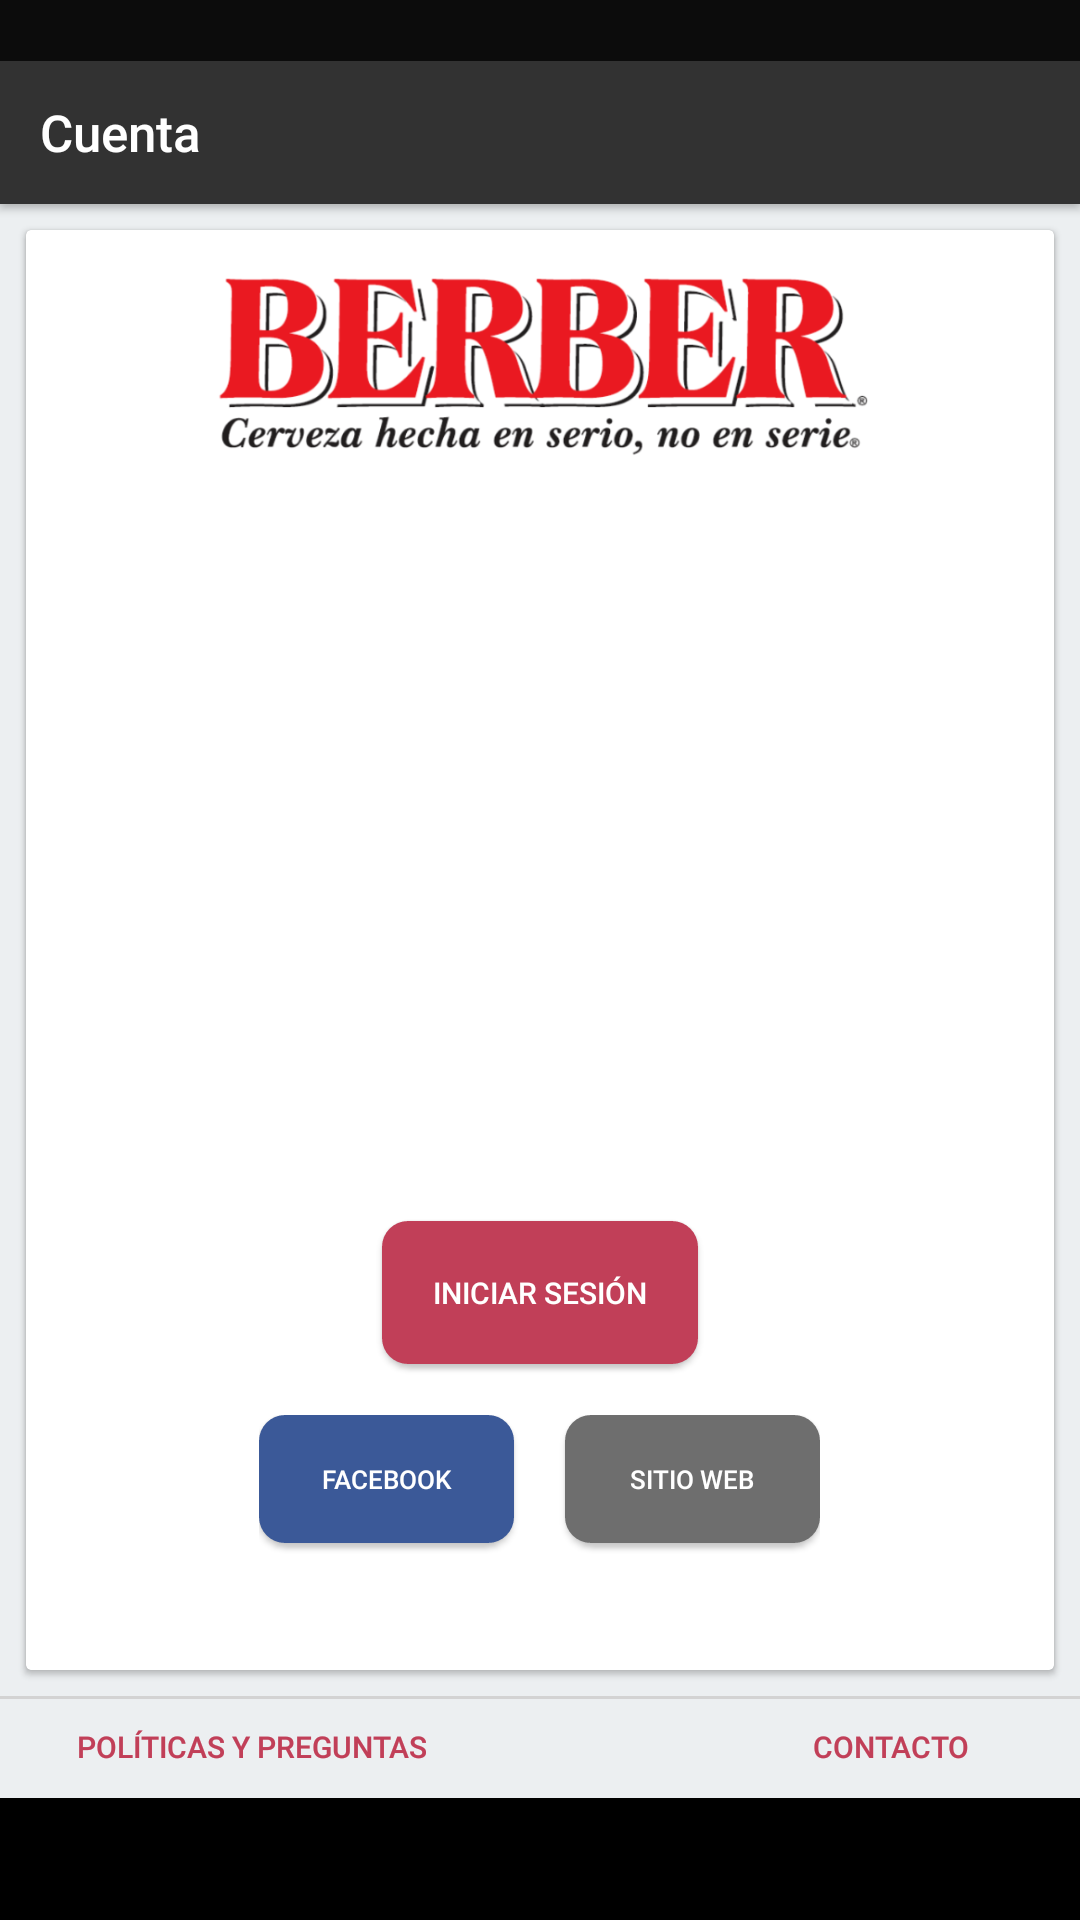 Cuenta
BERBER®
Cerveza hecha en serio, no en serie®
INICIAR SESIÓN
FACEBOOK
SITIO WEB
POLÍTICAS Y PREGUNTAS
CONTACTO